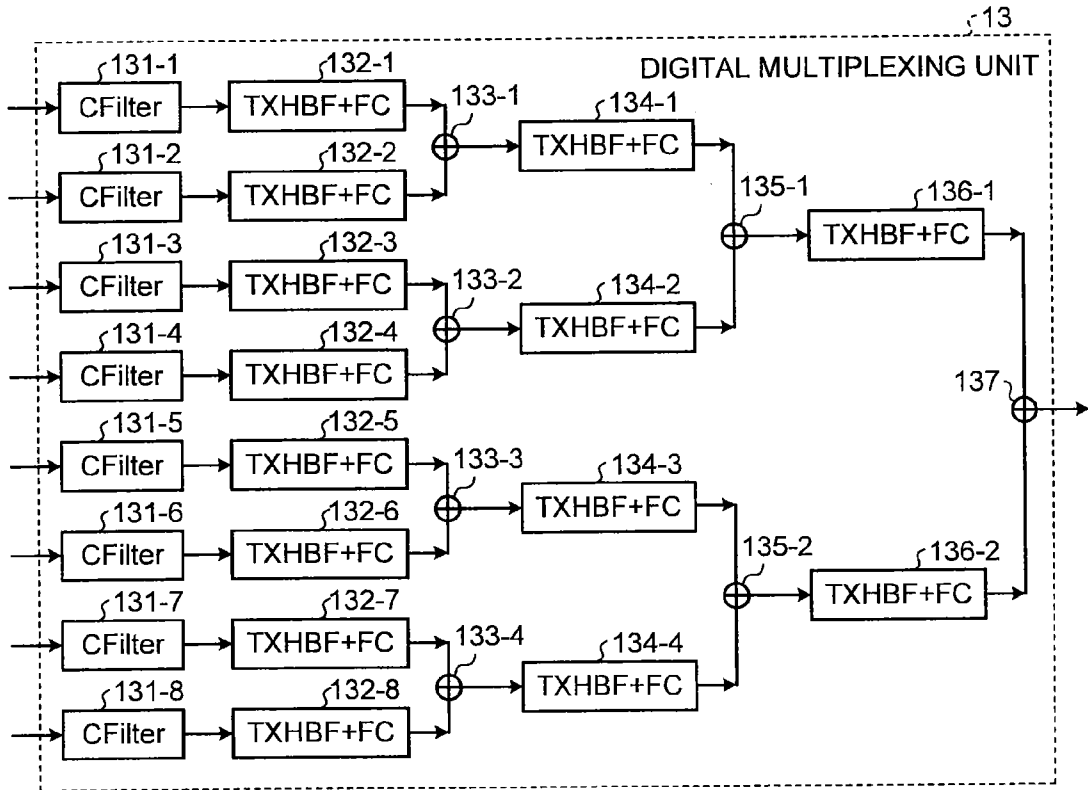 13
DIGITAL MULTIPLEXING UNIT
131-1
132-1
133-1
134-1
CFilter
TXHBF+FC
TXHBF+FC
131-2
132-2
135-1
136-1
CFilter
TXHBF+FC
TXHBF+FC
131-3
132-3
133-2
134-2
CFilter
TXHBF+FC
TXHBF+FC
131-4
132-4
CFilter
TXHBF+FC
137
131-5
132-5
133-3
134-3
CFilter
TXHBF+FC
TXHBF+FC
131-6
132-6
135-2
136-2
CFilter
TXHBF+FC
TXHBF+FC
131-7
132-7
133-4
134-4
CFilter
TXHBF+FC
TXHBF+FC
131-8
132-8
CFilter
TXHBF+FC